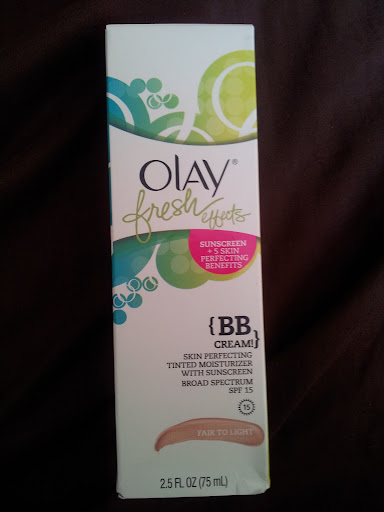 OLAY®
fresh effects
SUNSCREEN
+ 5 SKIN
PERFECTING
BENEFITS
{BB
CREAM!}
SKIN PERFECTING
TINTED MOISTURIZER
WITH SUNSCREEN
BROAD SPECTRUM
SPF 15
15
FAIR TO LIGHT
2.5 FL OZ (75 mL)